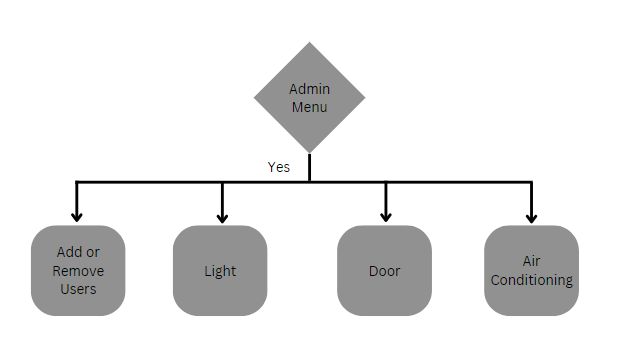 Admin
Menu
Yes
Add or
Remove
Users
Light
Door
Air
Conditioning